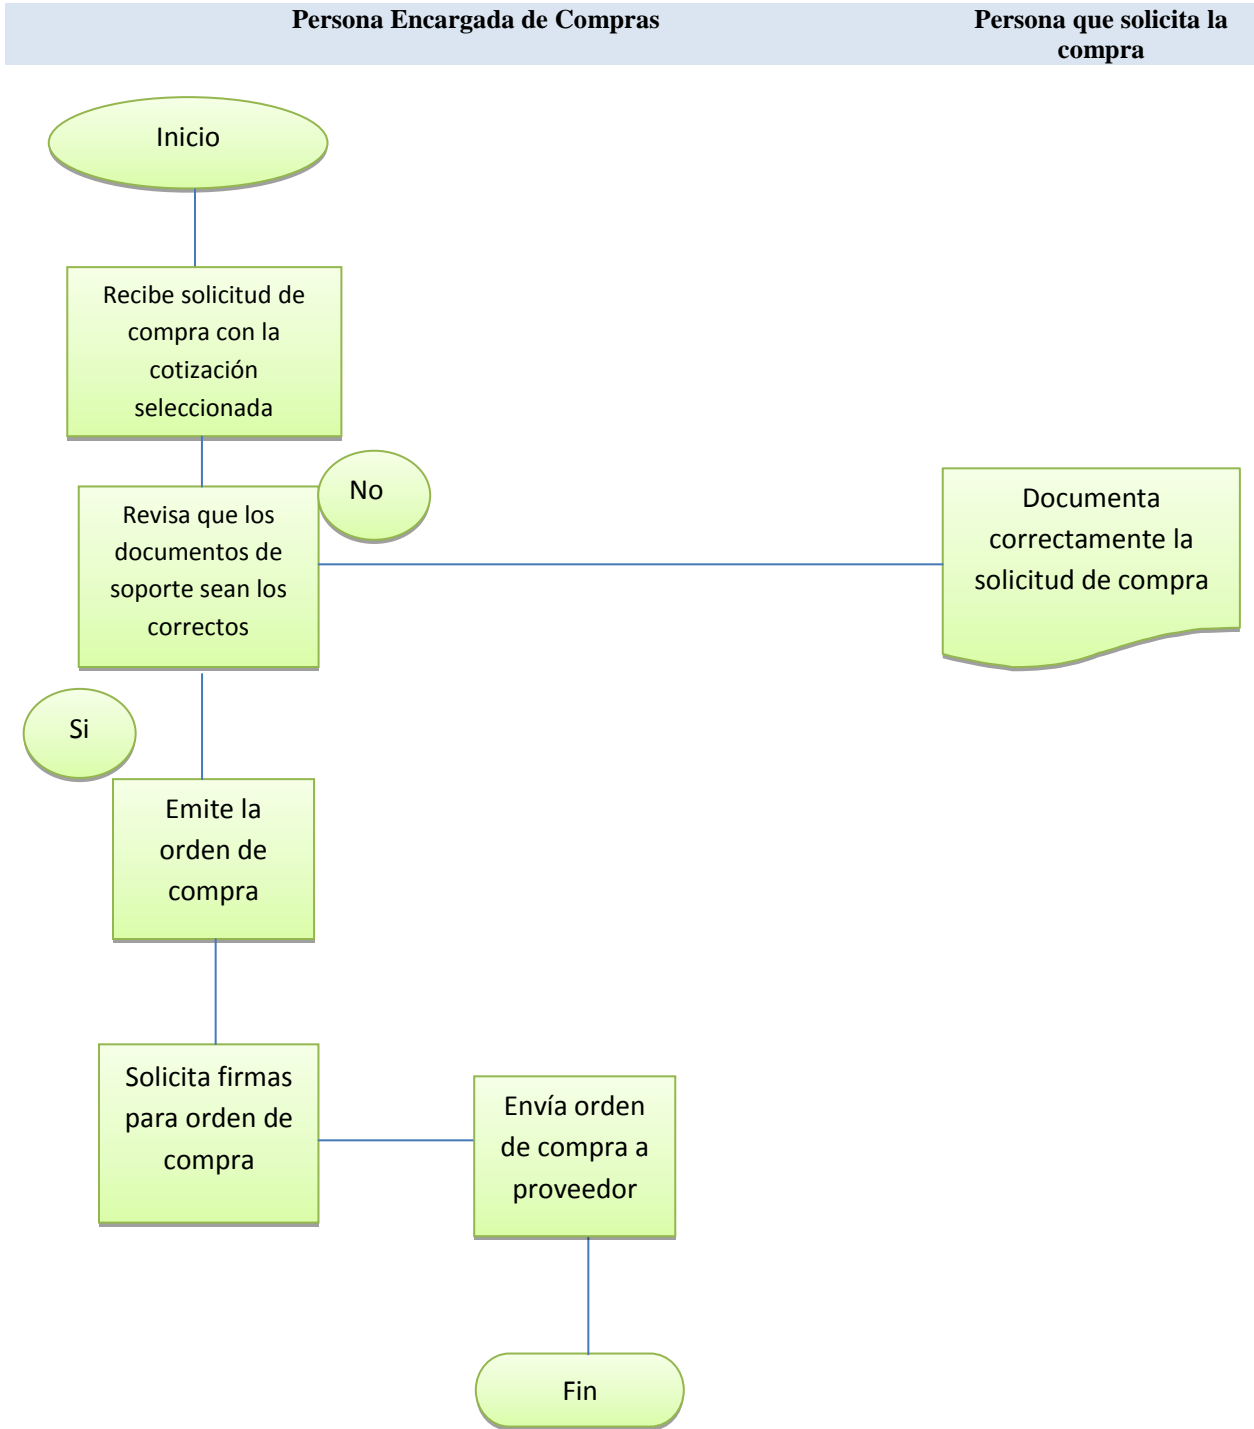 Persona Encargada de Compras
Persona que solicita la
compra
Inicio
Recibe solicitud de
compra con la
cotización
seleccionada
No
Revisa que los
documentos de
soporte sean los
correctos
Documenta
correctamente la
solicitud de compra
Si
Emite la
orden de
compra
Solicita firmas
para orden de
compra
Envía orden
de compra a
proveedor
Fin